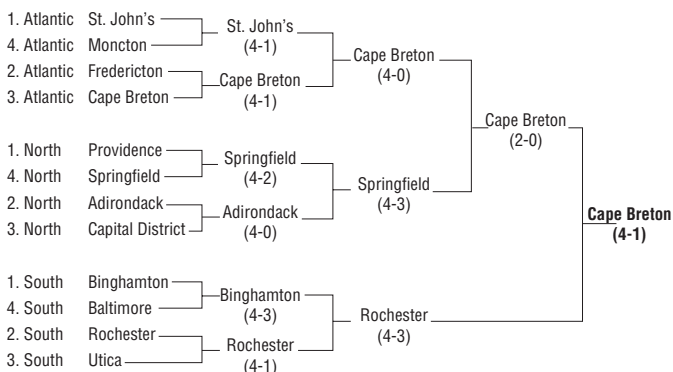 1. Atlantic St. John's
4. Atlantic Moncton
2. Atlantic Fredericton
3. Atlantic Cape Breton
1. North Providence
4. North Springfield
2. North Adirondack
3. North Capital District
1. South Binghamton
4. South Baltimore
2. South Rochester
3. South Utica
St. John's
(4-1)
Cape Breton
(4-1)
Springfield
(4-2)
Adirondack
(4-0)
Binghamton
(4-3)
Rochester
(4-1)
Cape Breton
(4-0)
Springfield
(4-3)
Rochester
(4-3)
Cape Breton
(2-0)
Cape Breton
(4-1)